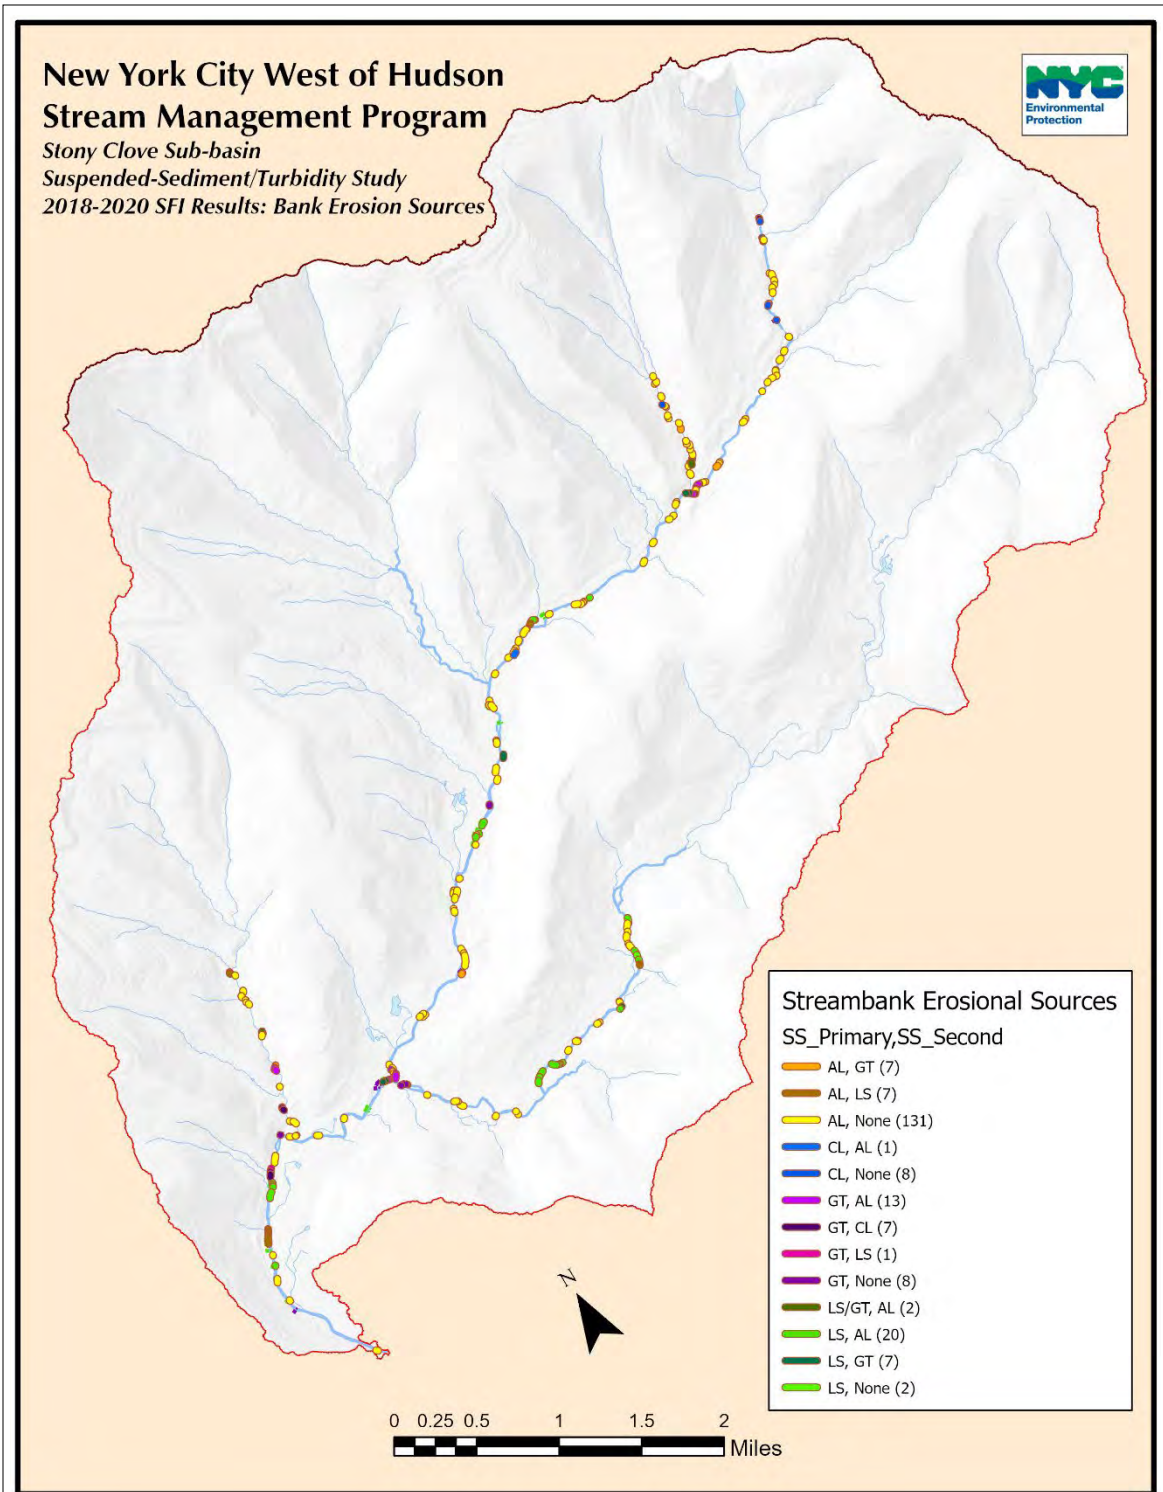 New York City West of Hudson
Stream Management Program
Stony Clove Sub-basin
Suspended-Sediment/Turbidity Study
2018-2020 SFI Results: Bank Erosion Sources
NYC
Environmental
Protection
Streambank Erosional Sources
SS_Primary,SS_Second
AL, GT (7)
AL, LS (7)
AL, None (131)
CL, AL (1)
CL, None (8)
GT, AL (13)
GT, CL (7)
GT, LS (1)
GT, None (8)
LS/GT, AL (2)
LS, AL (20)
LS, GT (7)
LS, None (2)
N
0 0.25 0.5 1 1.5 2
Miles